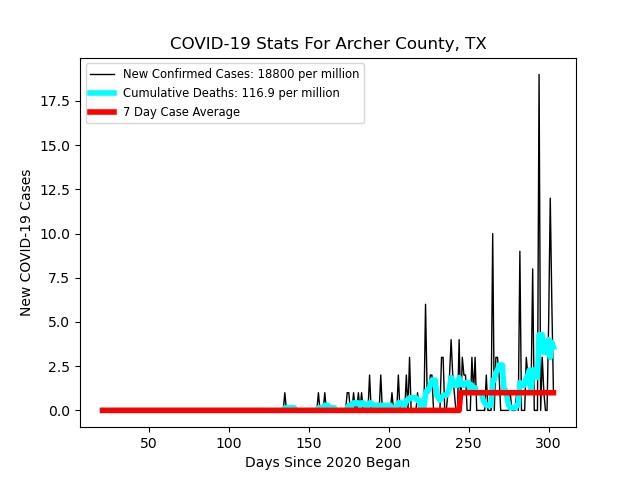 COVID-19 Stats For Archer County, TX
New Confirmed Cases: 18800 per million
Cumulative Deaths: 116.9 per million
7 Day Case Average
New COVID-19 Cases
17.5
15.0
12.5
10.0
7.5
5.0
2.5
0.0
50 100 150 200 250 300
Days Since 2020 Began